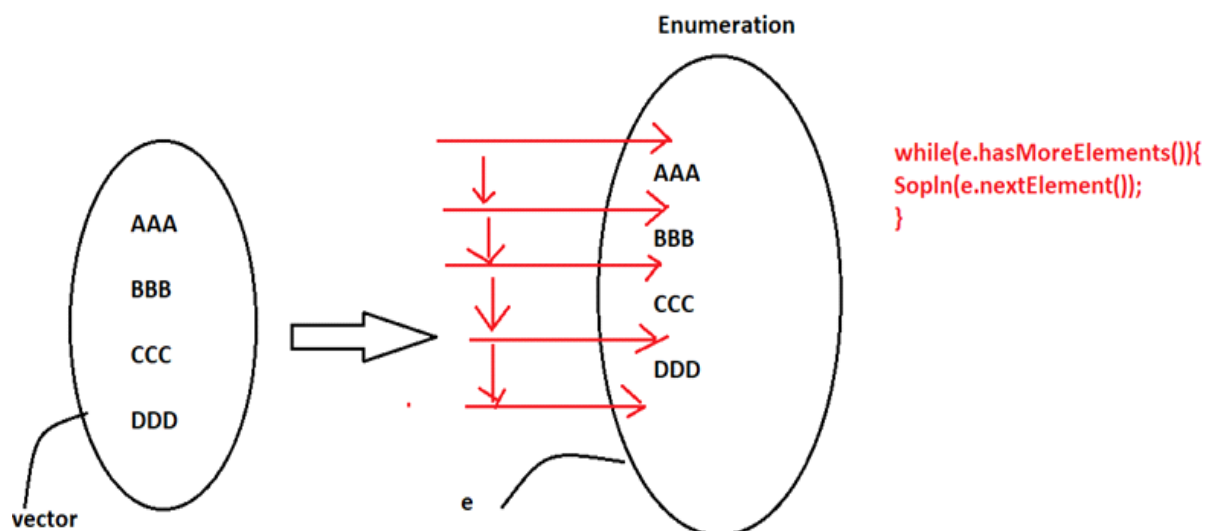 Enumeration
AAA
BBB
CCC
DDD
vector
AAA
BBB
CCC
DDD
e
while(e.hasMoreElements()){
Sopln(e.nextElement());
}